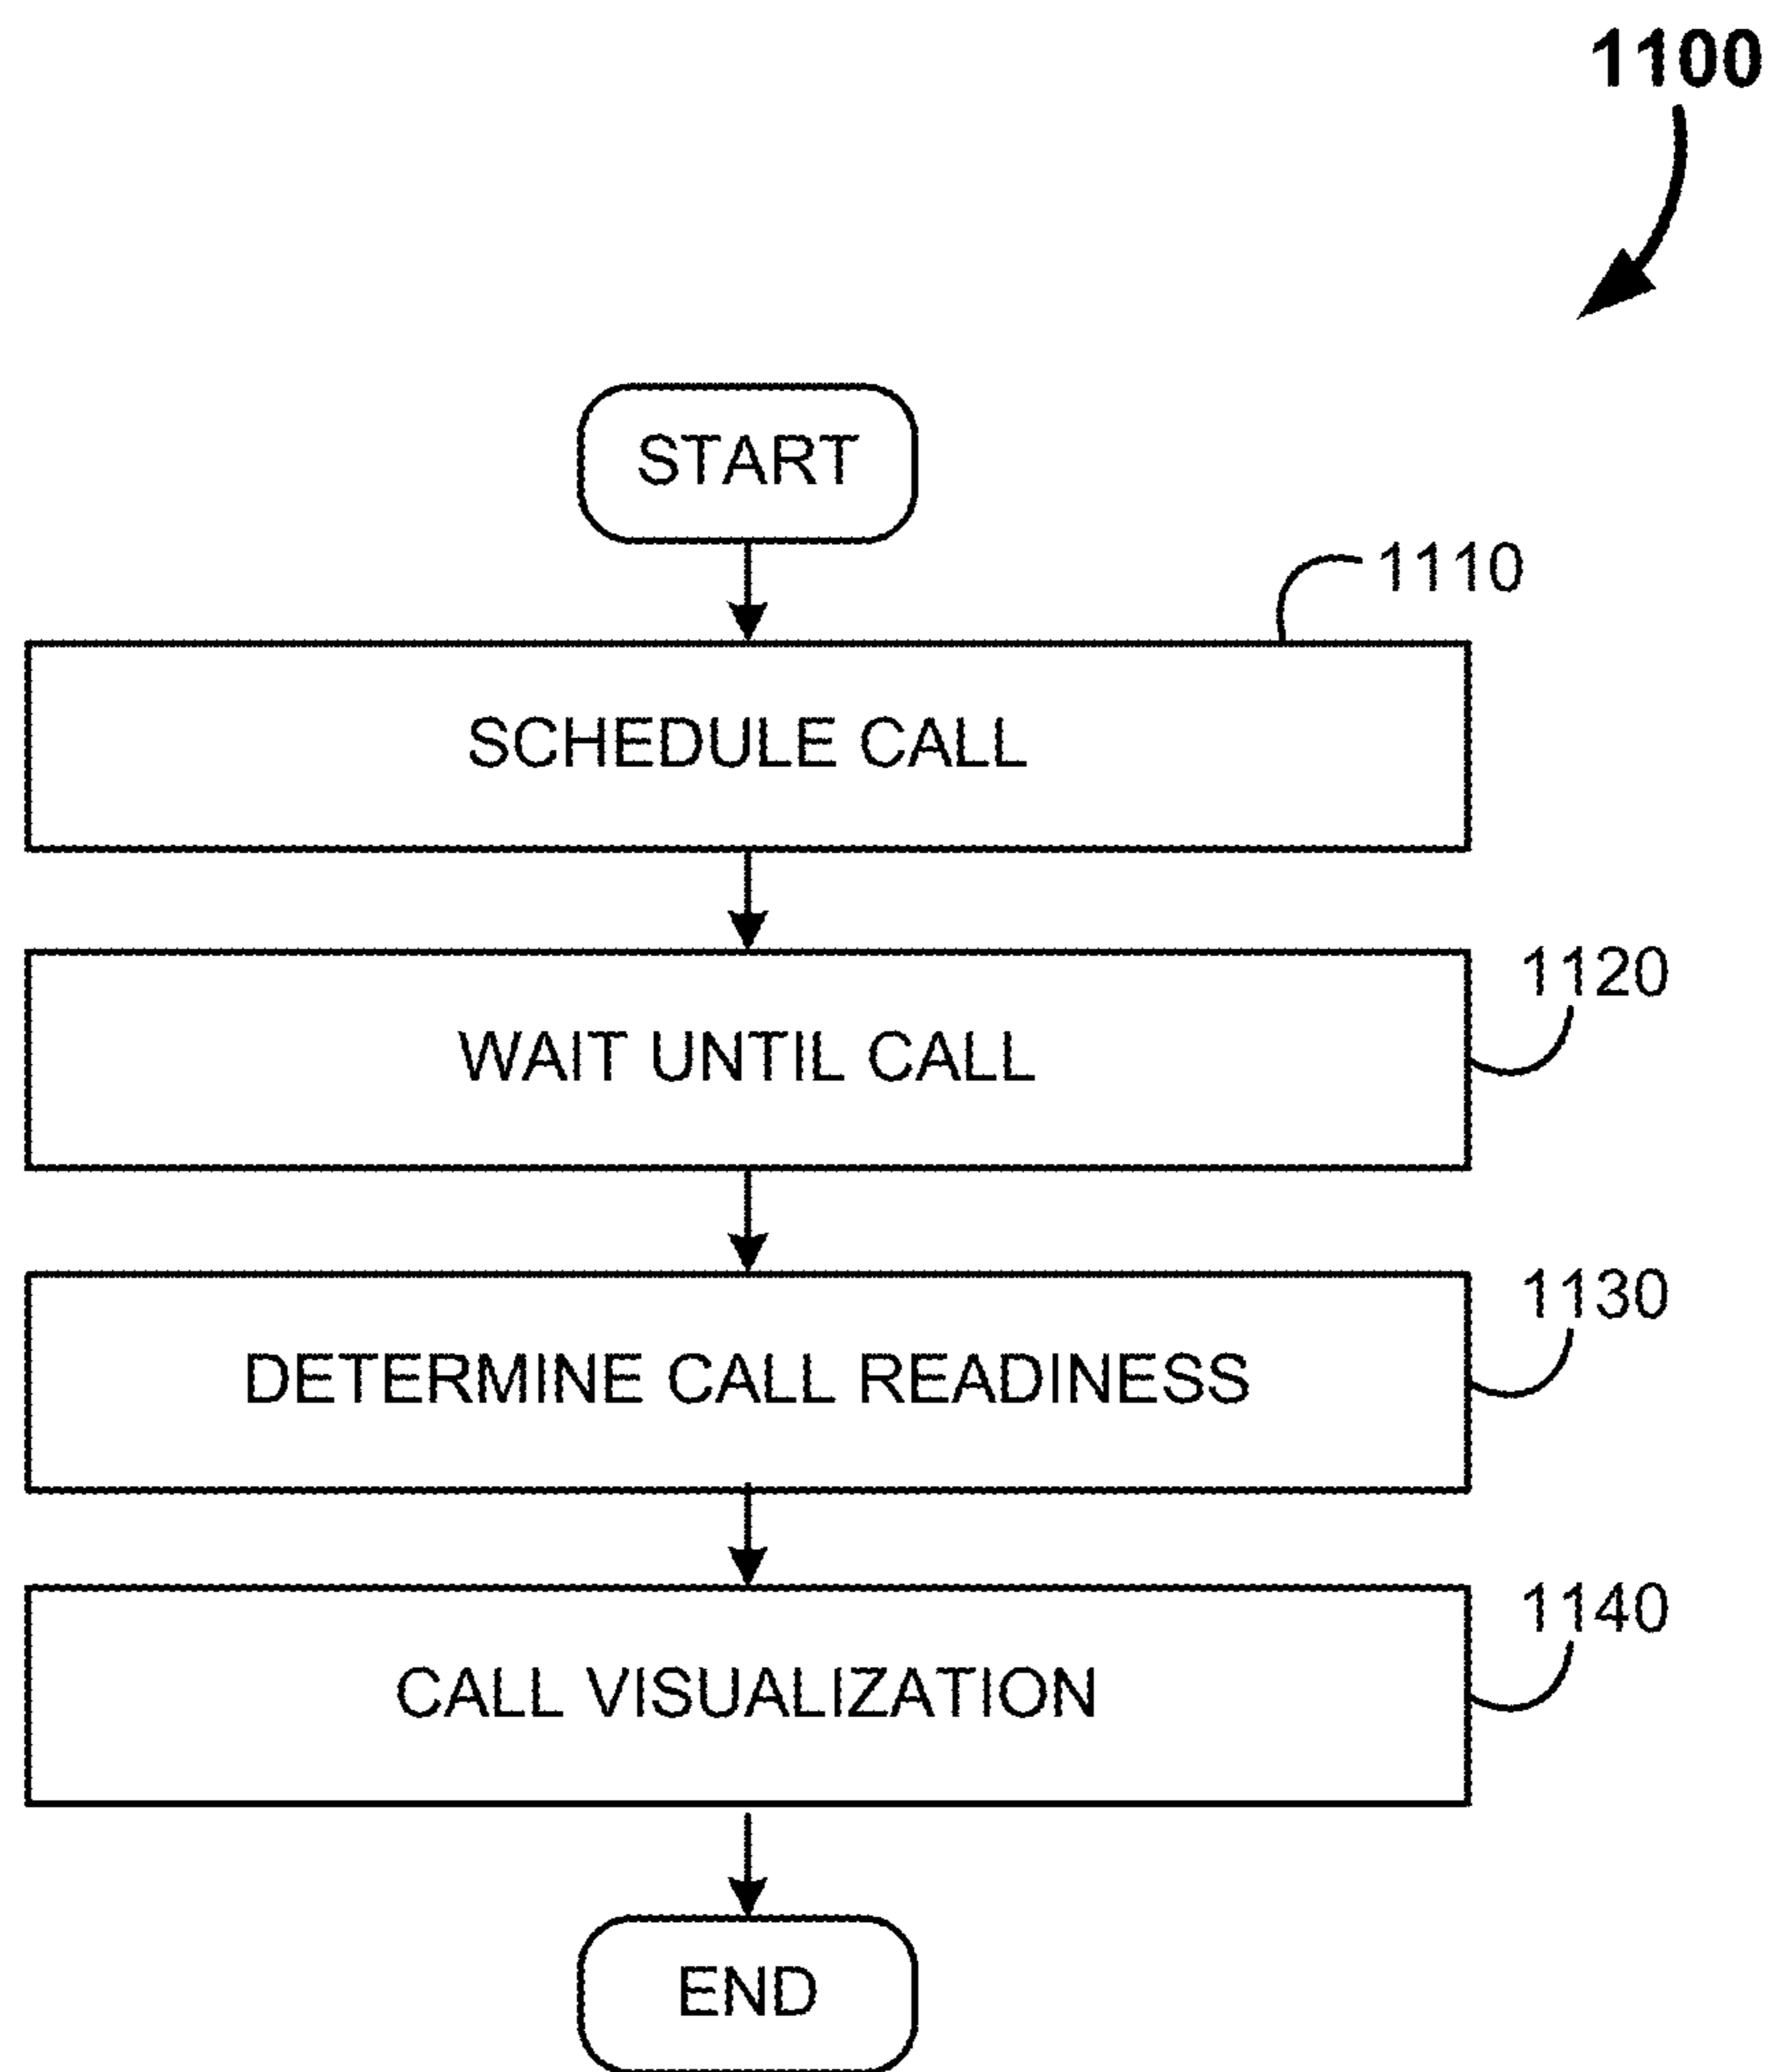 1100
START
1110
SCHEDULE CALL
1120
WAIT UNTIL CALL
1130
DETERMINE CALL READINESS
1140
CALL VISUALIZATION
END